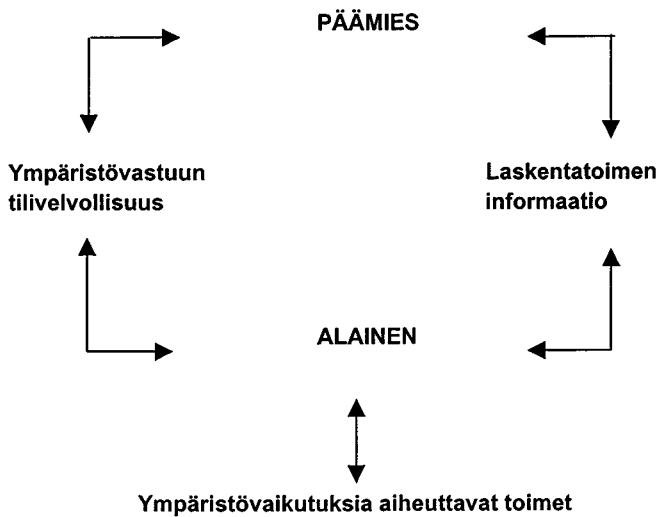 PÄÄMIES
Ympäristövastuun
tilivelvollisuus
Laskentatoimen
informaatio
ALAINEN
Ympäristövaikutuksia aiheuttavat toimet